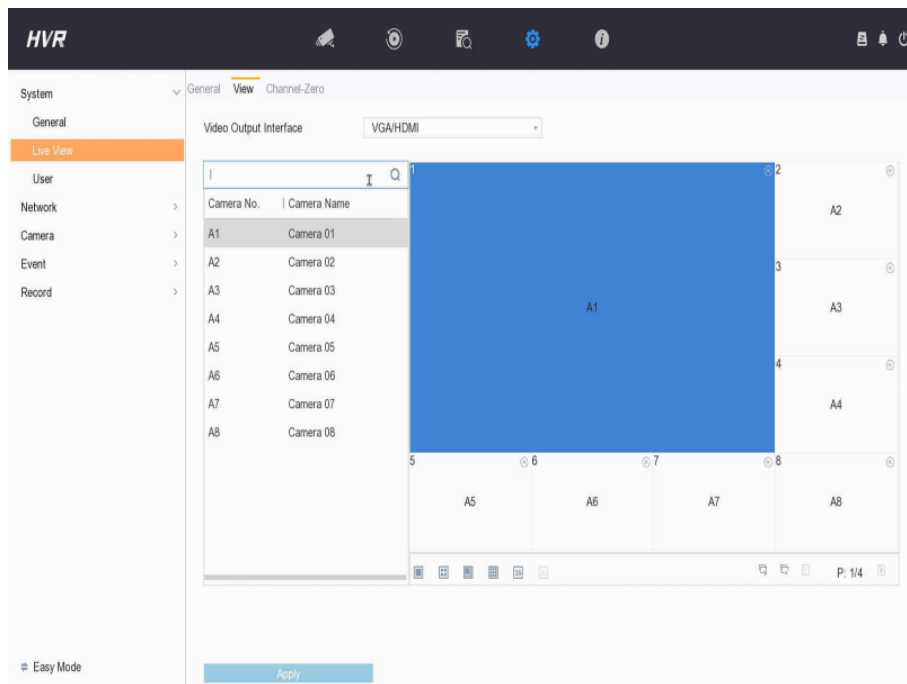 HVR
System
General
Live View
User
Network
Camera
Event
Record
Easy Mode
General View Channel-Zero
Video Output Interface VGA/HDMI
Camera No. Camera Name
A1 Camera 01
A2 Camera 02
A3 Camera 03
A4 Camera 04
A5 Camera 05
A6 Camera 06
A7 Camera 07
A8 Camera 08
1
A1
2
A2
3
A3
4
A4
5
A5
6
A6
7
A7
8
A8
P: 1/4
Apply